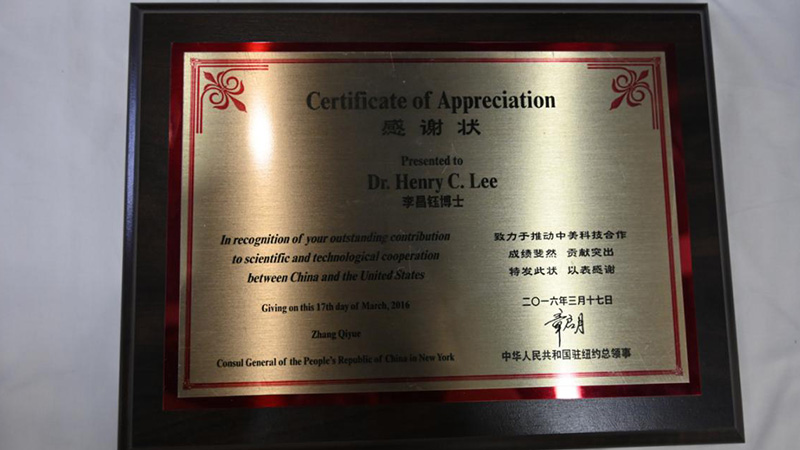 Certificate of Appreciation
感谢状
Presented to
Dr. Henry C. Lee
李昌钰博士
In recognition of your outstanding contribution
to scientific and technological cooperation
between China and the United States
Giving on this 17th day of March, 2016
Zhang Qiyue
Consul General of the People's Republic of China in New York
致力于推动中美科技合作
成绩斐然 贡献突出
特发此状 以表感谢
二〇一六年三月十七日
章启月
中华人民共和国驻纽约总领事